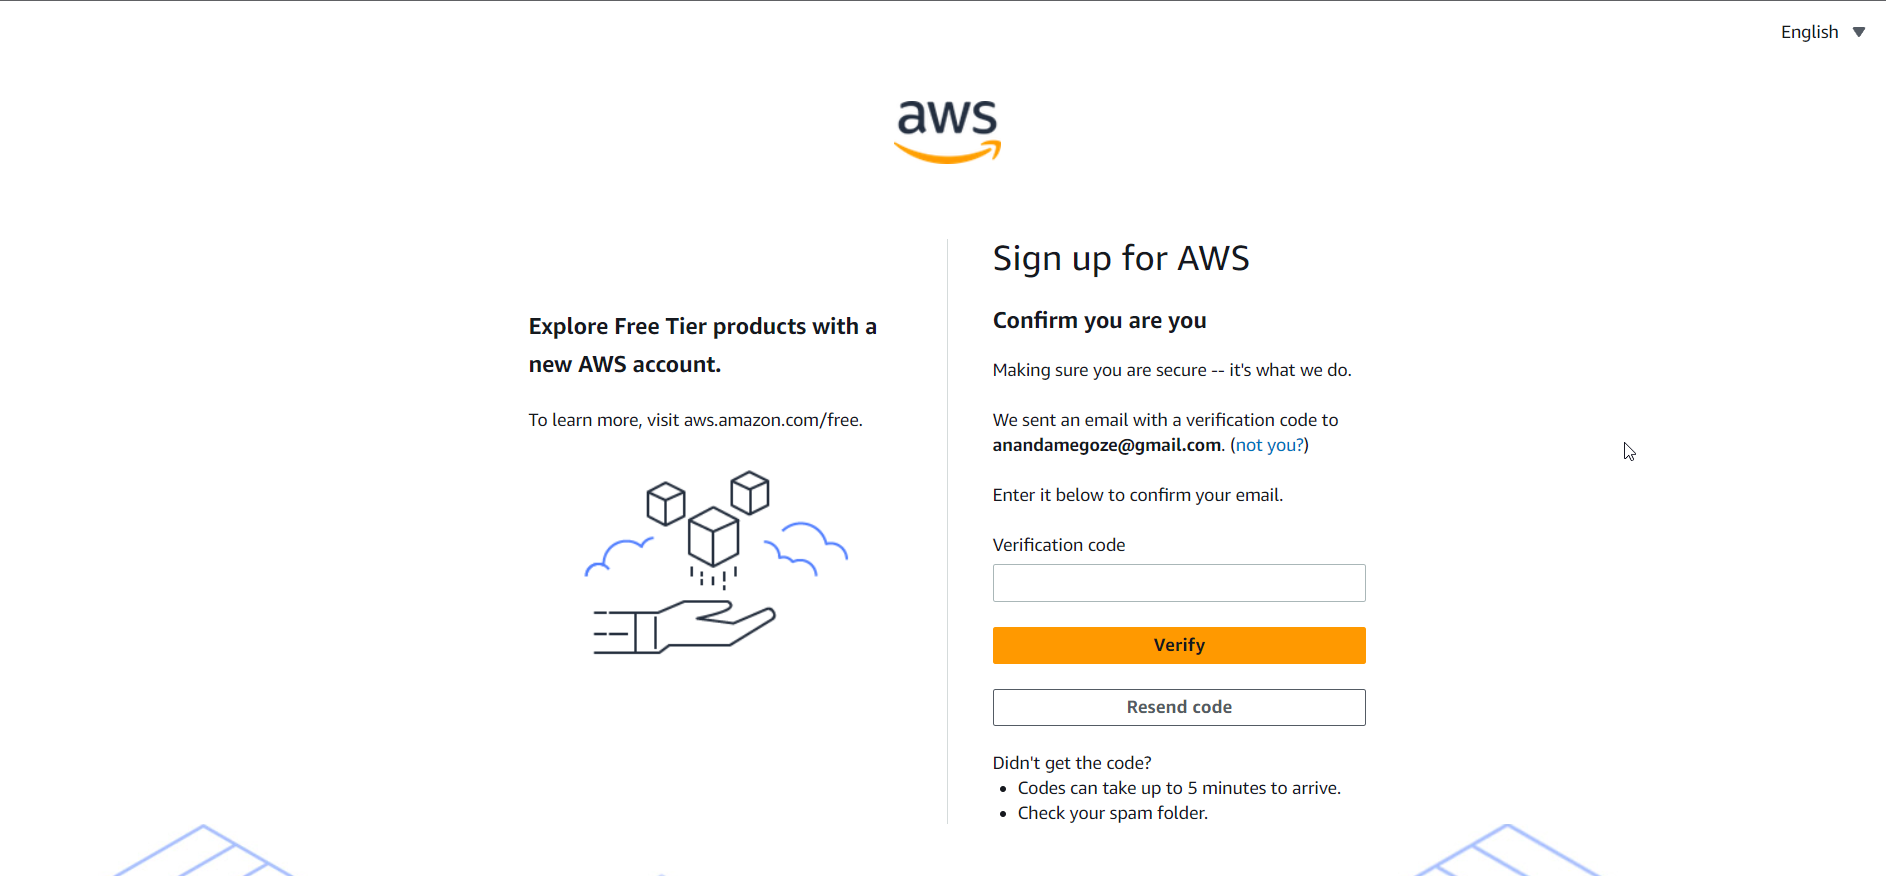 English
aws
Explore Free Tier products with a
new AWS account.
To learn more, visit aws.amazon.com/free.
Sign up for AWS
Confirm you are you
Making sure you are secure -- it's what we do.
We sent an email with a verification code to
anandamegoze@gmail.com. (not you?)
Enter it below to confirm your email.
Verification code
Verify
Resend code
Didn't get the code?
• Codes can take up to 5 minutes to arrive.
• Check your spam folder.